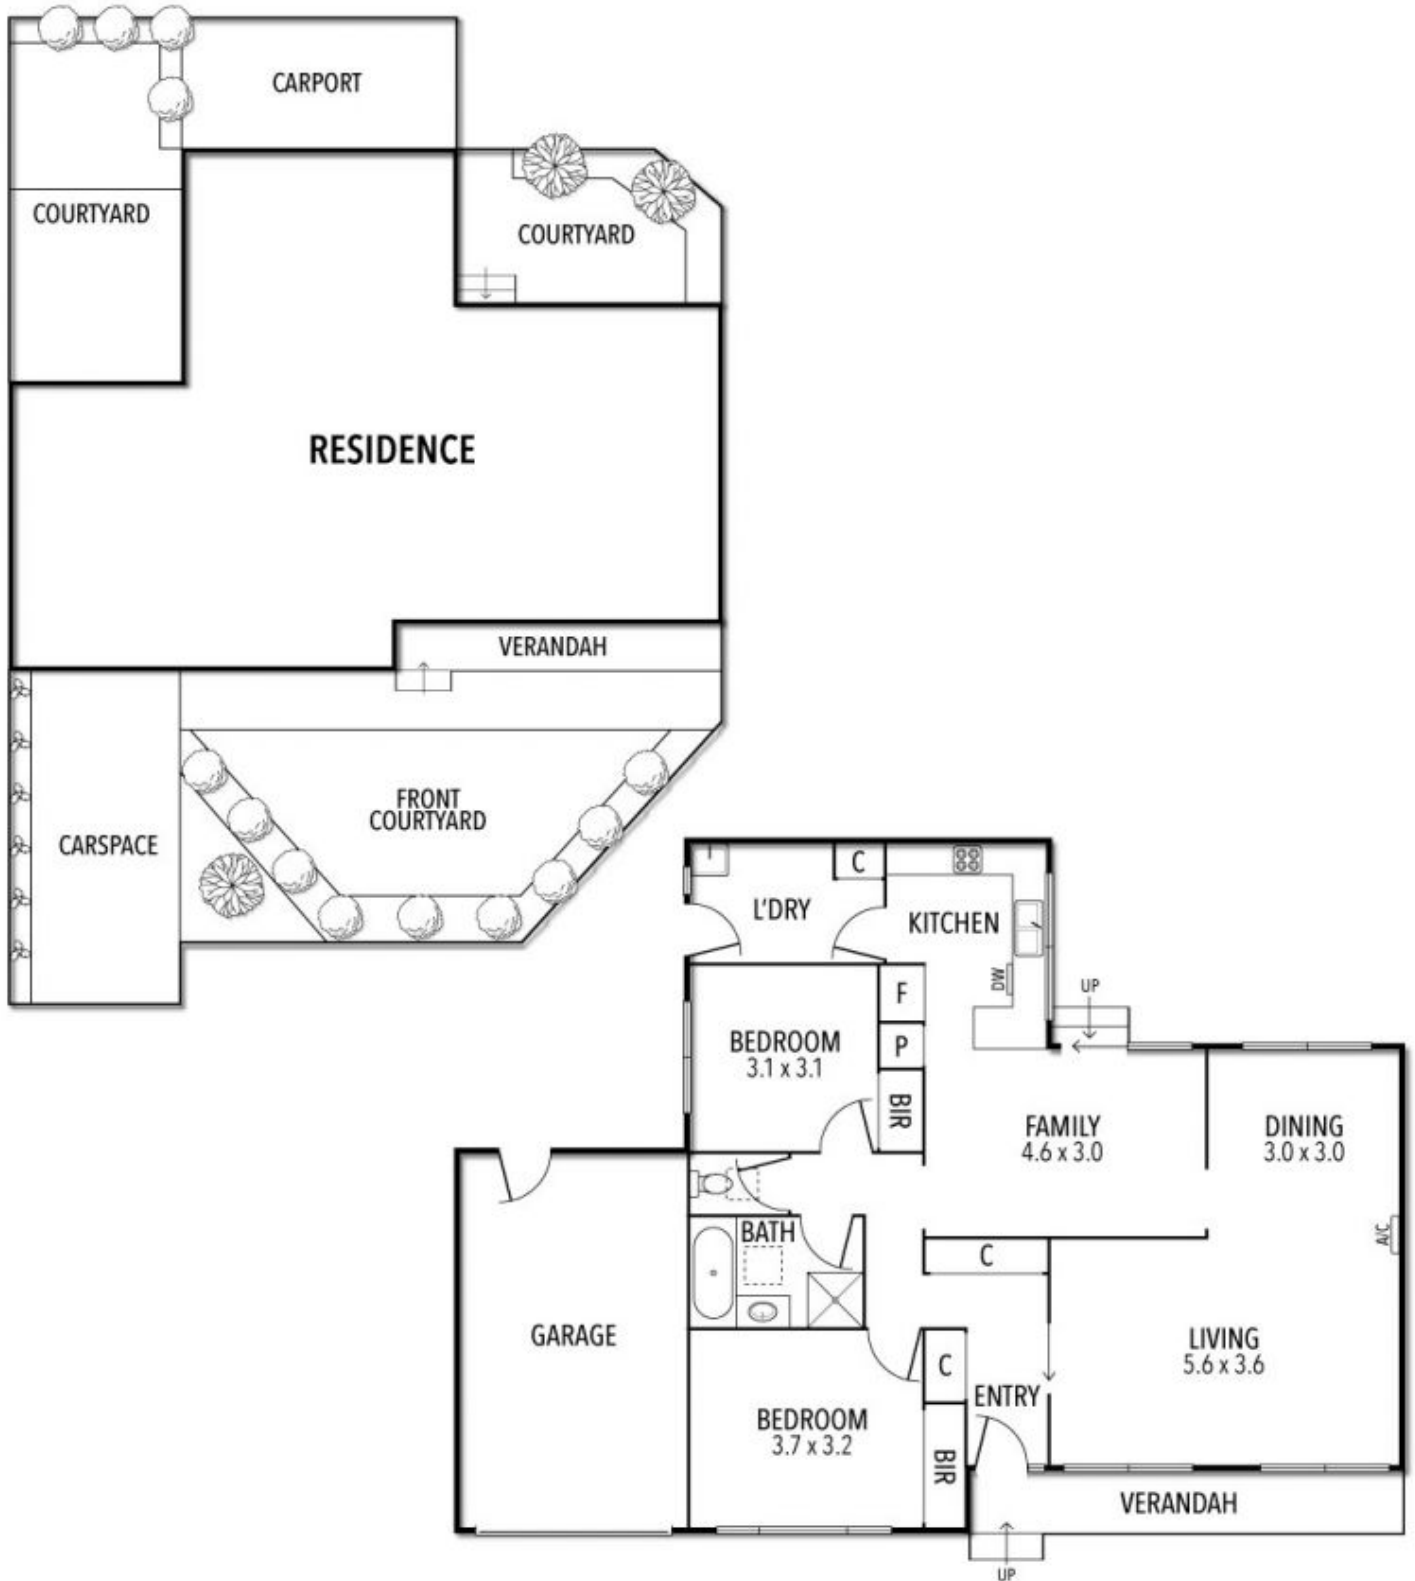 CARPORT
COURTYARD
COURTYARD
RESIDENCE
VERANDAH
FRONT
COURTYARD
CARSPACE
C
L'DRY
KITCHEN
DW
F
UP
BEDROOM
3.1 x 3.1
P
BIR
FAMILY
4.6 x 3.0
DINING
3.0 x 3.0
BATH
A/C
C
GARAGE
LIVING
5.6 x 3.6
C
ENTRY
BEDROOM
3.7 x 3.2
BIR
VERANDAH
UP